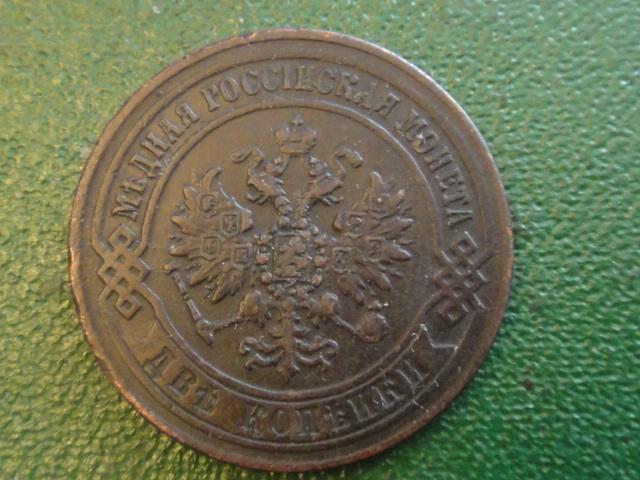 МѢДНАЯ РОССІЙСКАЯ МОНЕТА
ДВѢ КОПѢЙКИ